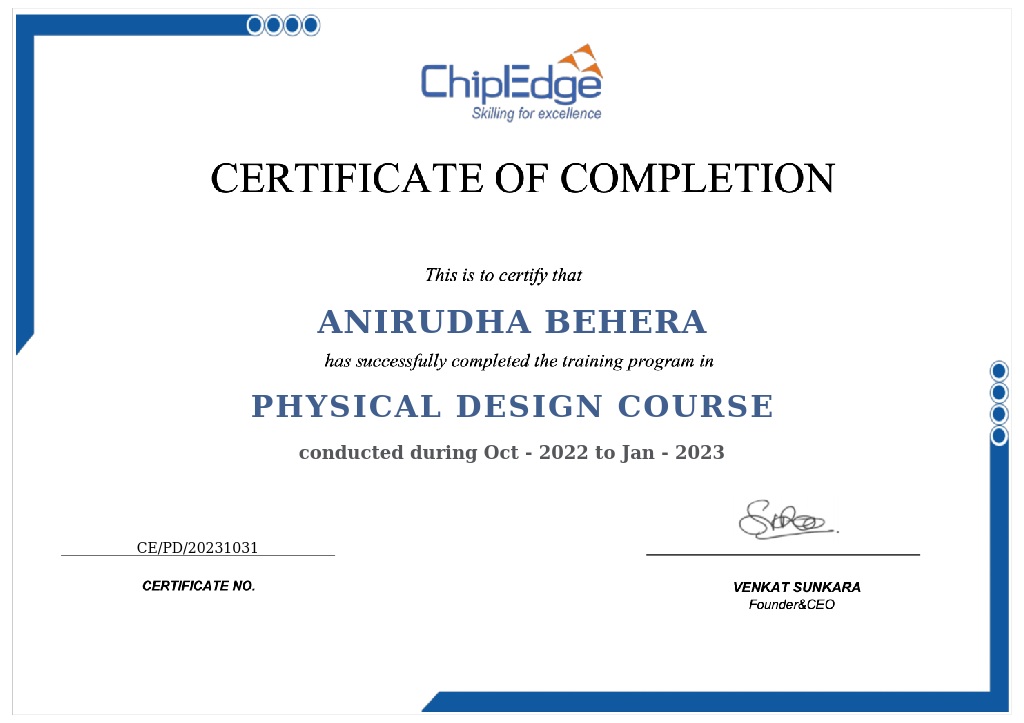 ChipEdge
Skilling for excellence
CERTIFICATE OF COMPLETION
This is to certify that
ANIRUDHA BEHERA
has successfully completed the training program in
PHYSICAL DESIGN COURSE
conducted during Oct - 2022 to Jan - 2023
CE/PD/20231031
CERTIFICATE NO.
VENKAT SUNKARA
Founder&CEO